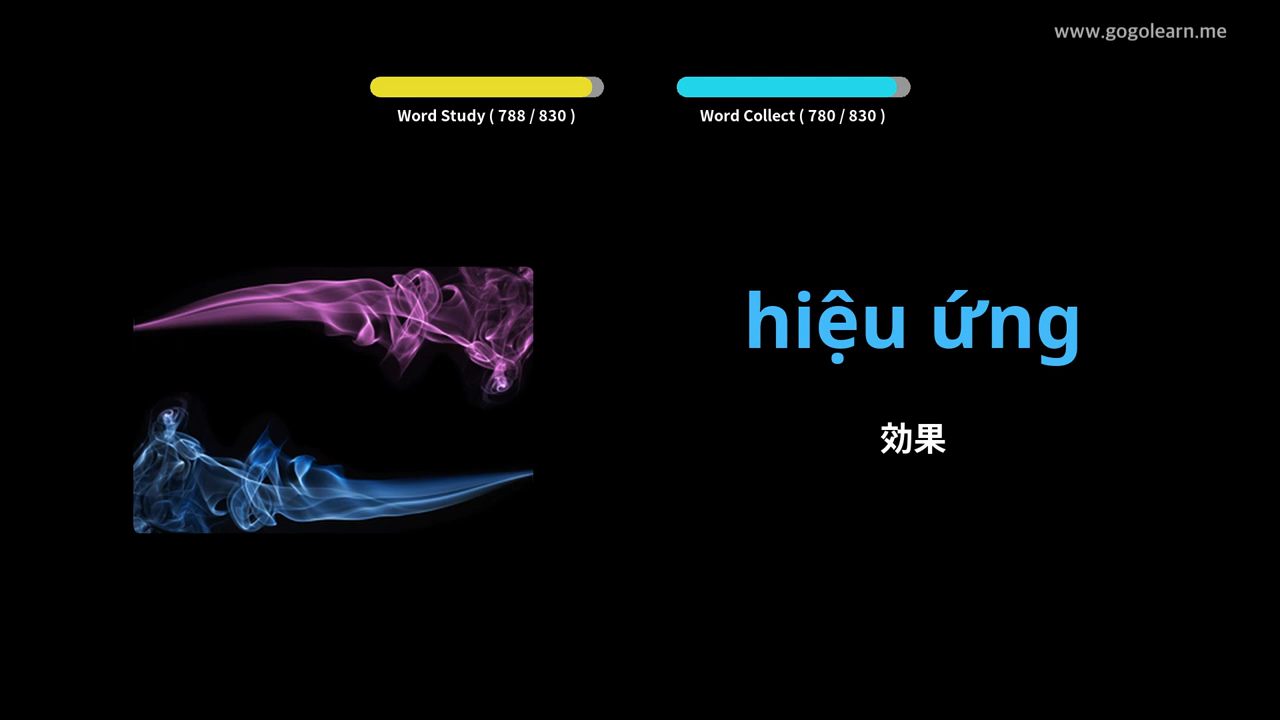 www.gogolearn.me
Word Study ( 788 / 830 )
Word Collect ( 780 / 830 )
hiệu ứng
効果